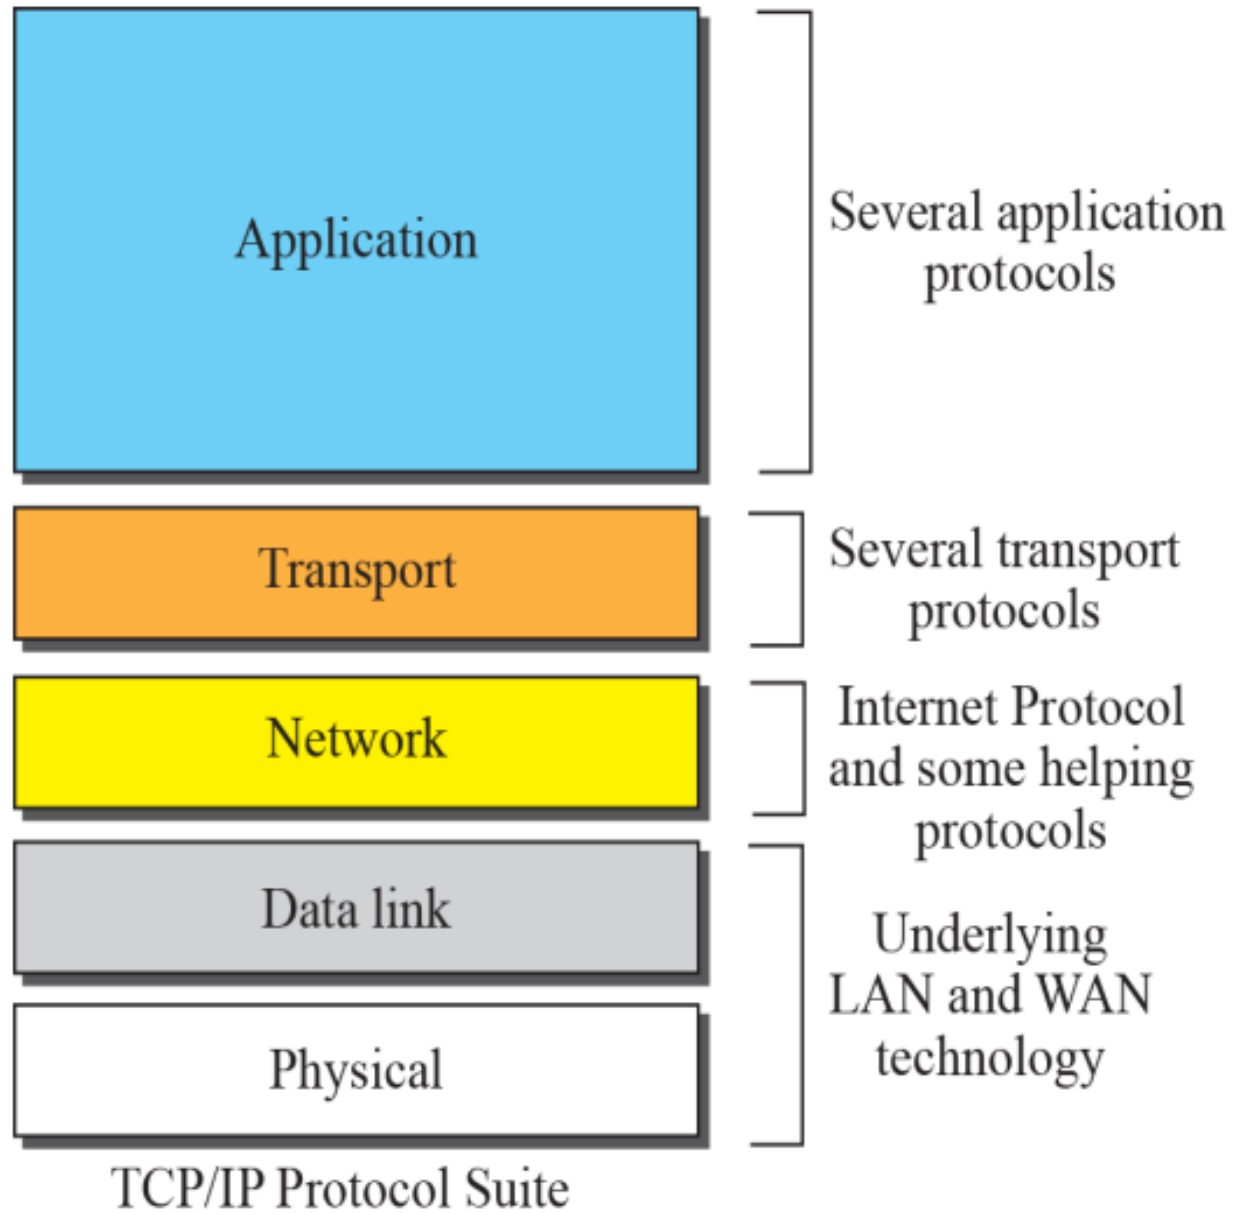 Application
Several application
protocols
Transport
Several transport
protocols
Network
Internet Protocol
and some helping
protocols
Data link
Physical
Underlying
LAN and WAN
technology
TCP/IP Protocol Suite